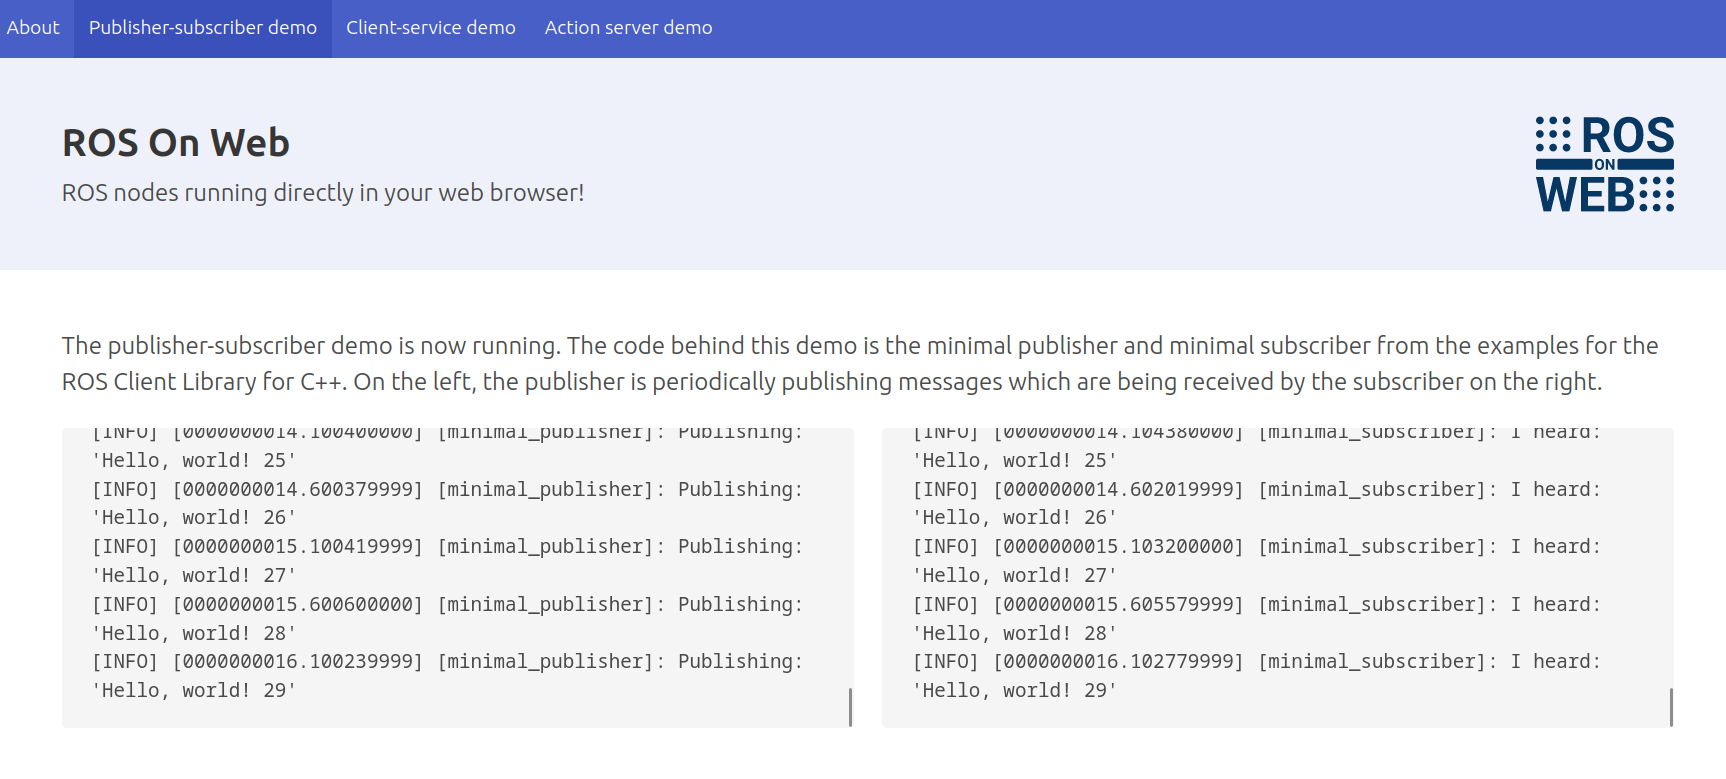 About Publisher-subscriber demo Client-service demo Action server demo
ROS On Web
ROS nodes running directly in your web browser!
ROS
ON
WEB
The publisher-subscriber demo is now running. The code behind this demo is the minimal publisher and minimal subscriber from the examples for the
ROS Client Library for C++. On the left, the publisher is periodically publishing messages which are being received by the subscriber on the right.
[INFO] [0000000014.100400000] [minimal_publisher]: Publishing:
'Hello, world! 25'
[INFO] [0000000014.600379999] [minimal_publisher]: Publishing:
'Hello, world! 26'
[INFO] [0000000015.100419999] [minimal_publisher]: Publishing:
'Hello, world! 27'
[INFO] [0000000015.600600000] [minimal_publisher]: Publishing:
'Hello, world! 28'
[INFO] [0000000016.100239999] [minimal_publisher]: Publishing:
'Hello, world! 29'
[INFO] [0000000014.104380000] [minimal_subscriber]: I heard:
'Hello, world! 25'
[INFO] [0000000014.602019999] [minimal_subscriber]: I heard:
'Hello, world! 26'
[INFO] [0000000015.103200000] [minimal_subscriber]: I heard:
'Hello, world! 27'
[INFO] [0000000015.605579999] [minimal_subscriber]: I heard:
'Hello, world! 28'
[INFO] [0000000016.102779999] [minimal_subscriber]: I heard:
'Hello, world! 29'